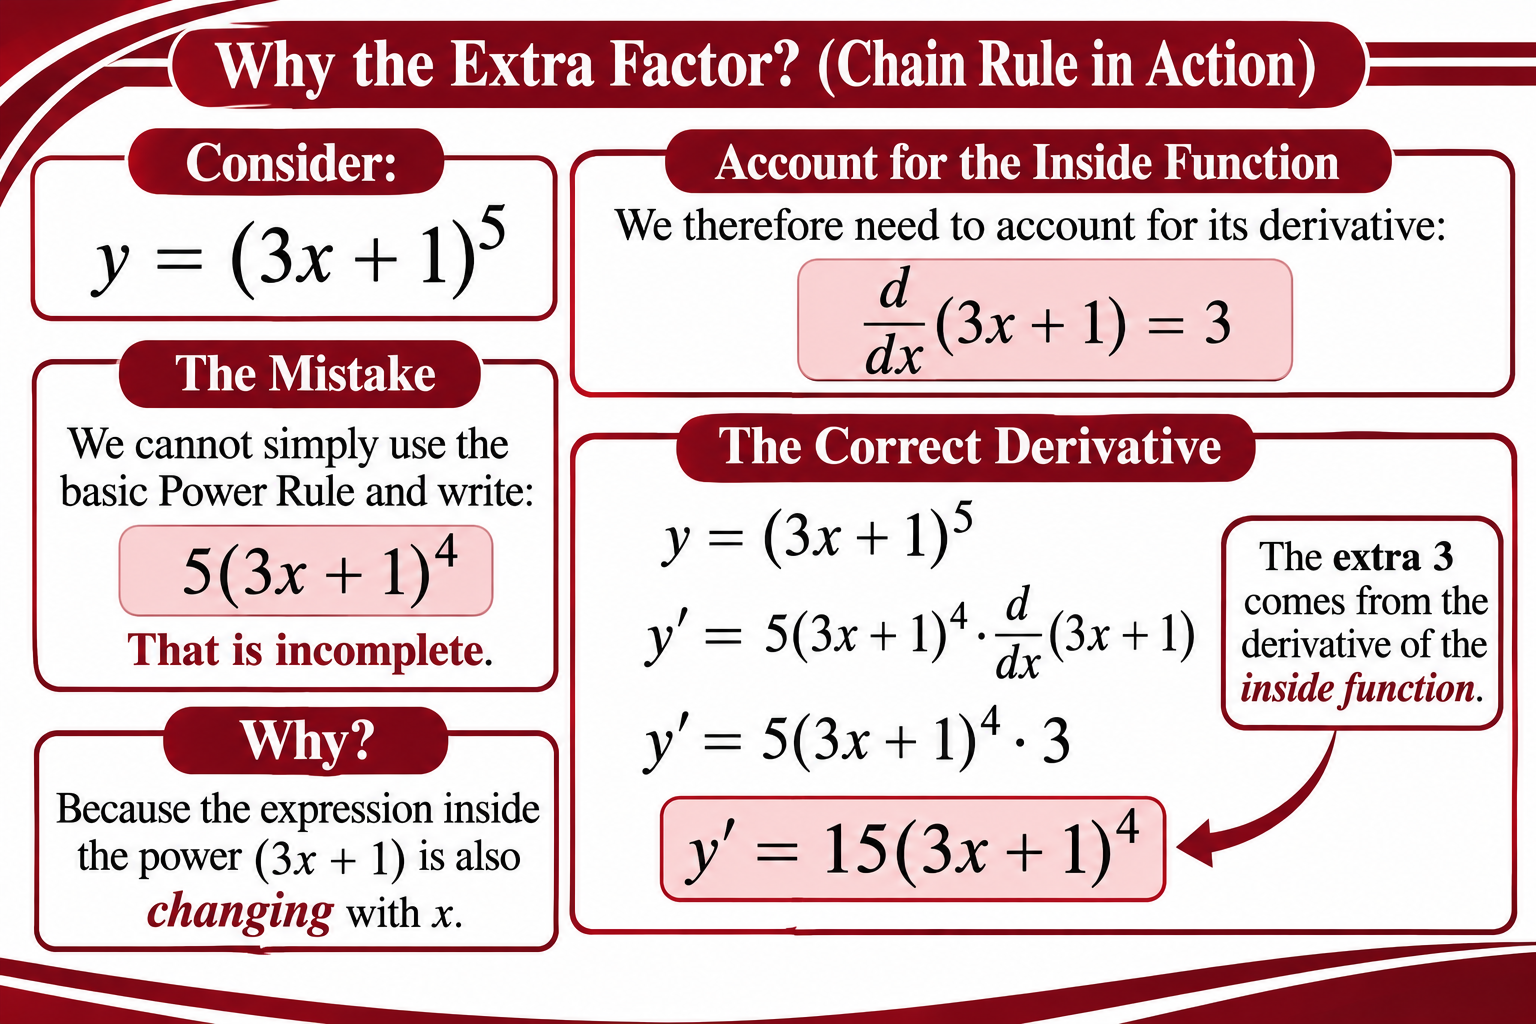 Why the Extra Factor? (Chain Rule in Action)
Consider:
y = (3x + 1)^5
The Mistake
We cannot simply use the
basic Power Rule and write:
5(3x + 1)^4
That is incomplete.
Why?
Because the expression inside
the power (3x + 1) is also
changing with x.
Account for the Inside Function
We therefore need to account for its derivative:
d/dx (3x + 1) = 3
The Correct Derivative
y = (3x + 1)^5
y′ = 5(3x + 1)^4 · d/dx (3x + 1)
y′ = 5(3x + 1)^4 · 3
y′ = 15(3x + 1)^4
The extra 3
comes from the
derivative of the
inside function.